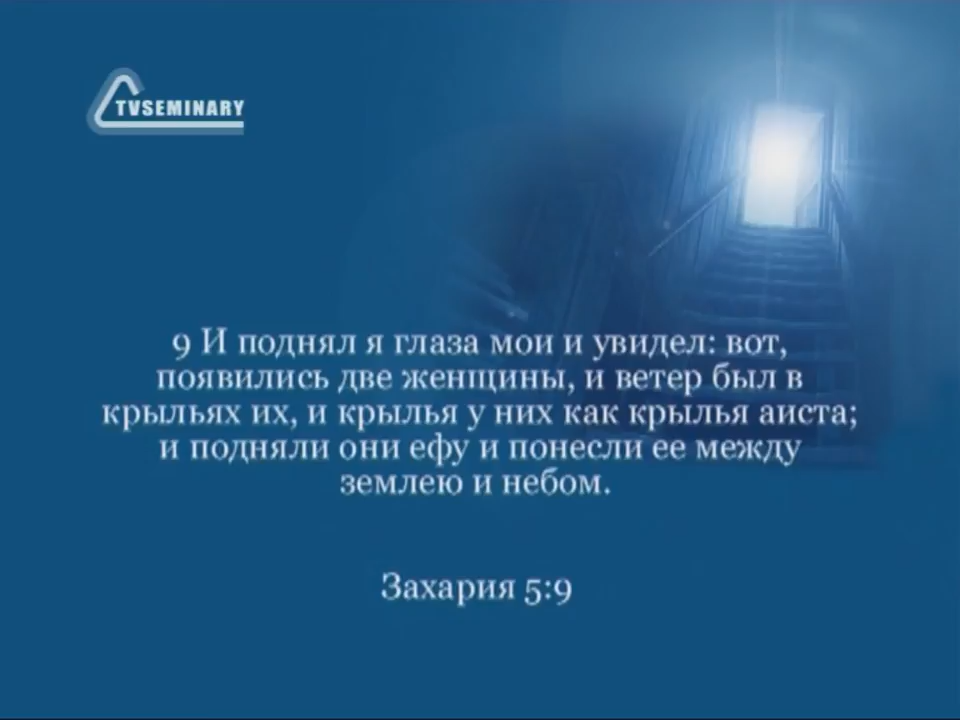 TVSEMINARY
9 И поднял я глаза мои и увидел: вот,
появились две женщины, и ветер был в
крыльях их, и крылья у них как крылья аиста;
и подняли они ефу и понесли ее между
землею и небом.
Захария 5:9